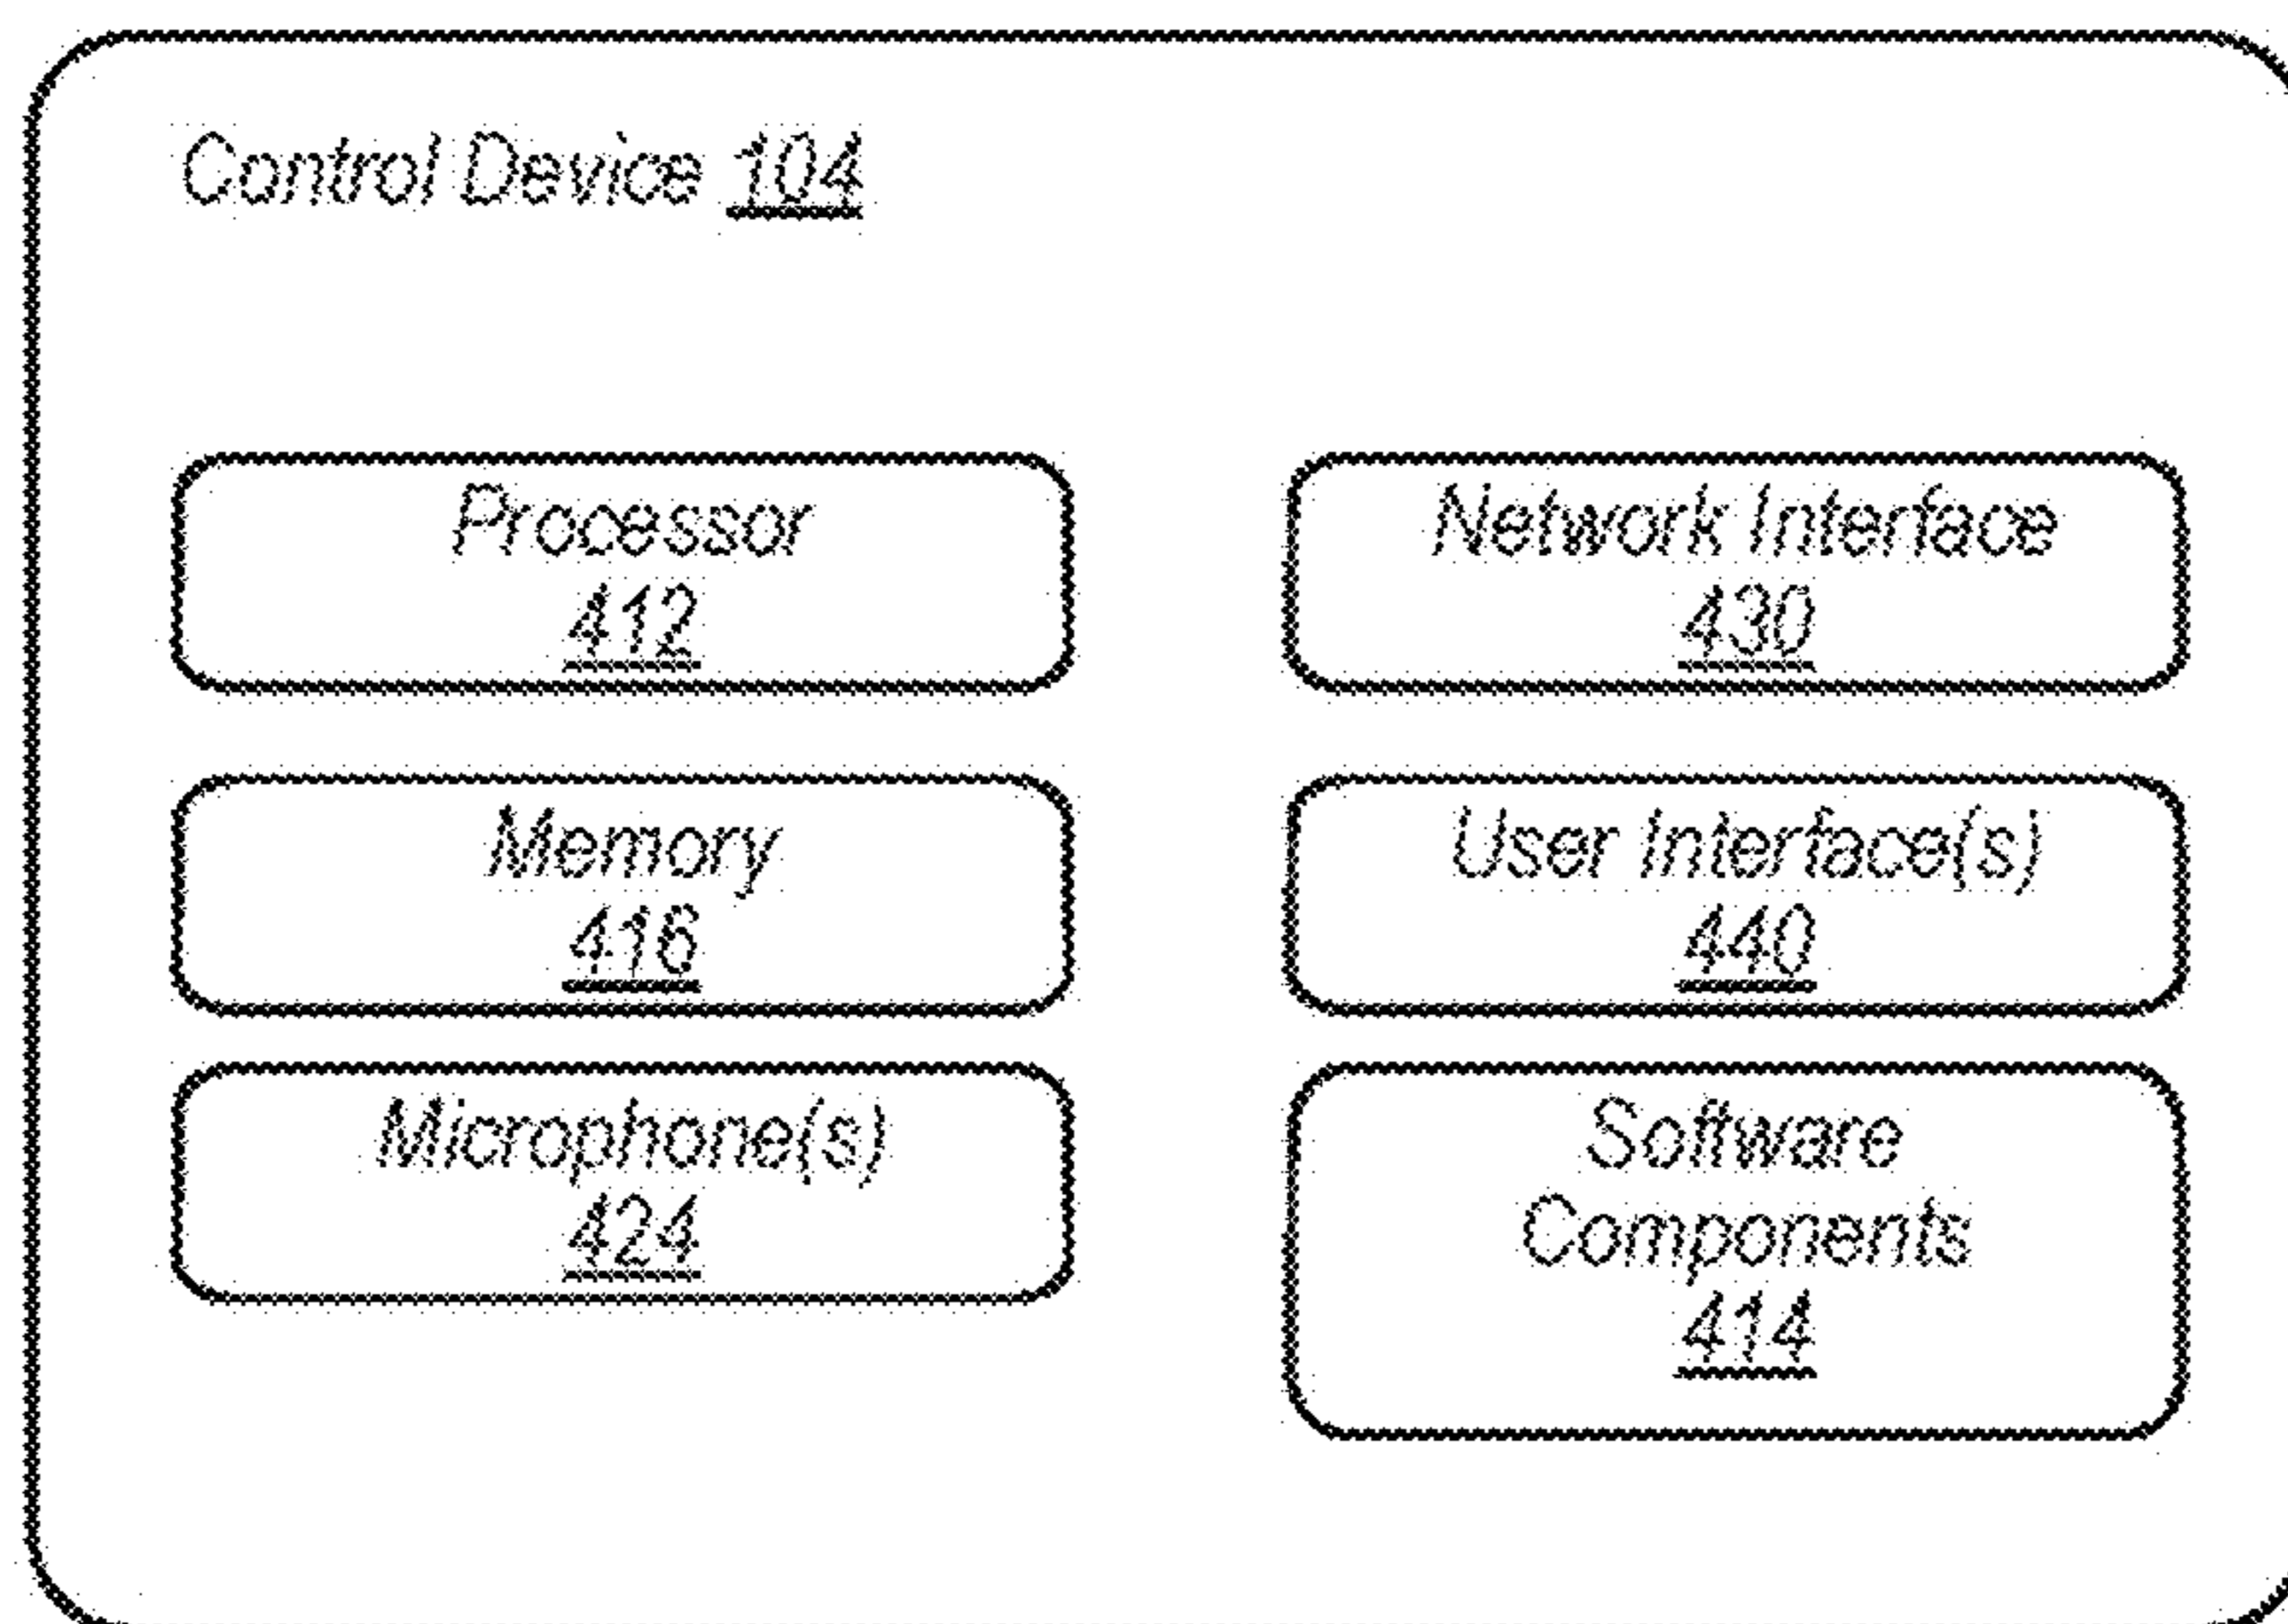 Control Device 104
Processor
412
Network Interface
430
Memory
416
User Interface(s)
440
Microphone(s)
424
Software
Components
414